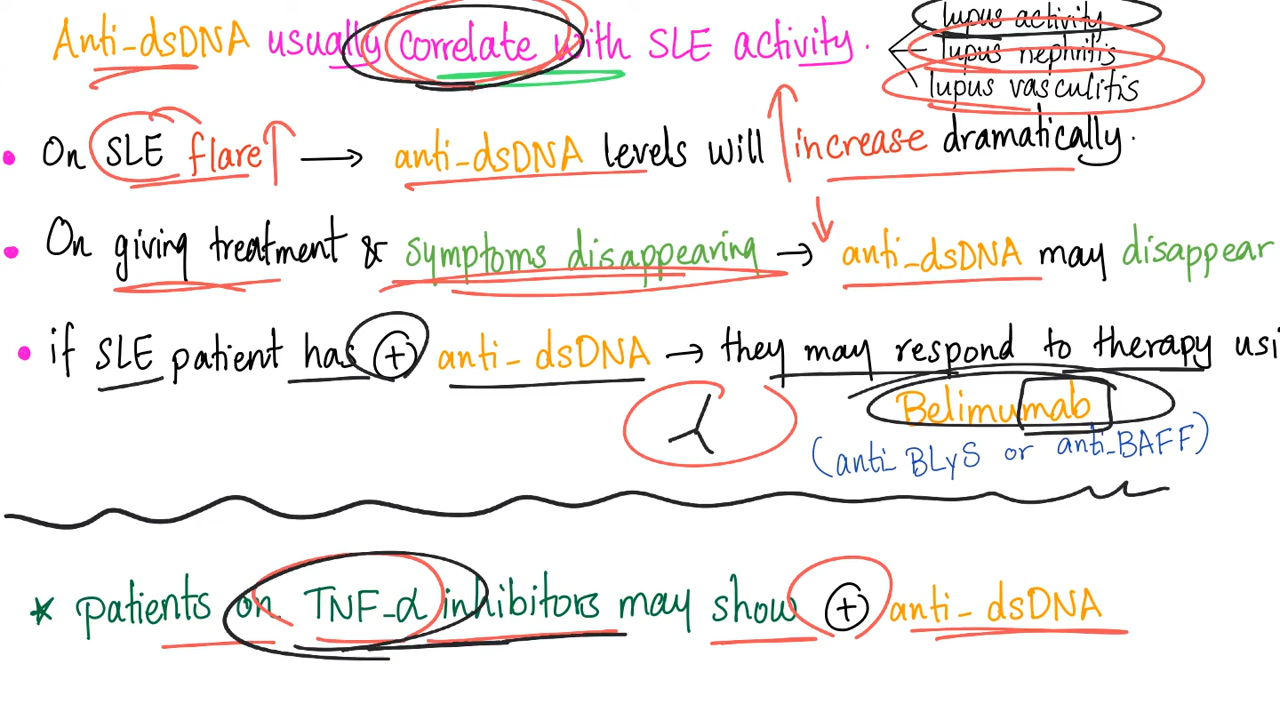 Anti-dsDNA usually correlate with SLE activity.
lupus activity
lupus nephritis
lupus vasculitis
• On SLE flare↑ → anti-dsDNA levels will ↑increase dramatically.
• On giving treatment & symptoms disappearing → ↓anti-dsDNA may disappear
• if SLE patient has (+) anti-dsDNA → they may respond to therapy usi
Belimumab
(anti-BLyS or anti-BAFF)
* patients on TNF-α inhibitors may show (+) anti-dsDNA